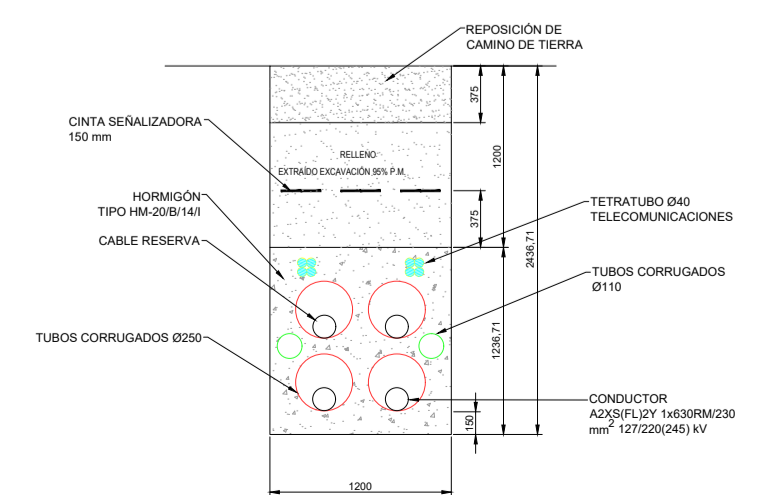 REPOSICIÓN DE
CAMINO DE TIERRA
375
CINTA SEÑALIZADORA
150 mm
1200
RELLENO
EXTRAÍDO EXCAVACIÓN 95% P.M.
HORMIGÓN
TIPO HM-20/B/14/I
375
TETRATUBO Ø40
TELECOMUNICACIONES
CABLE RESERVA
2436,71
TUBOS CORRUGADOS
Ø110
1236,71
TUBOS CORRUGADOS Ø250
CONDUCTOR
A2XS(FL)2Y 1x630RM/230
mm2 127/220(245) kV
150
1200